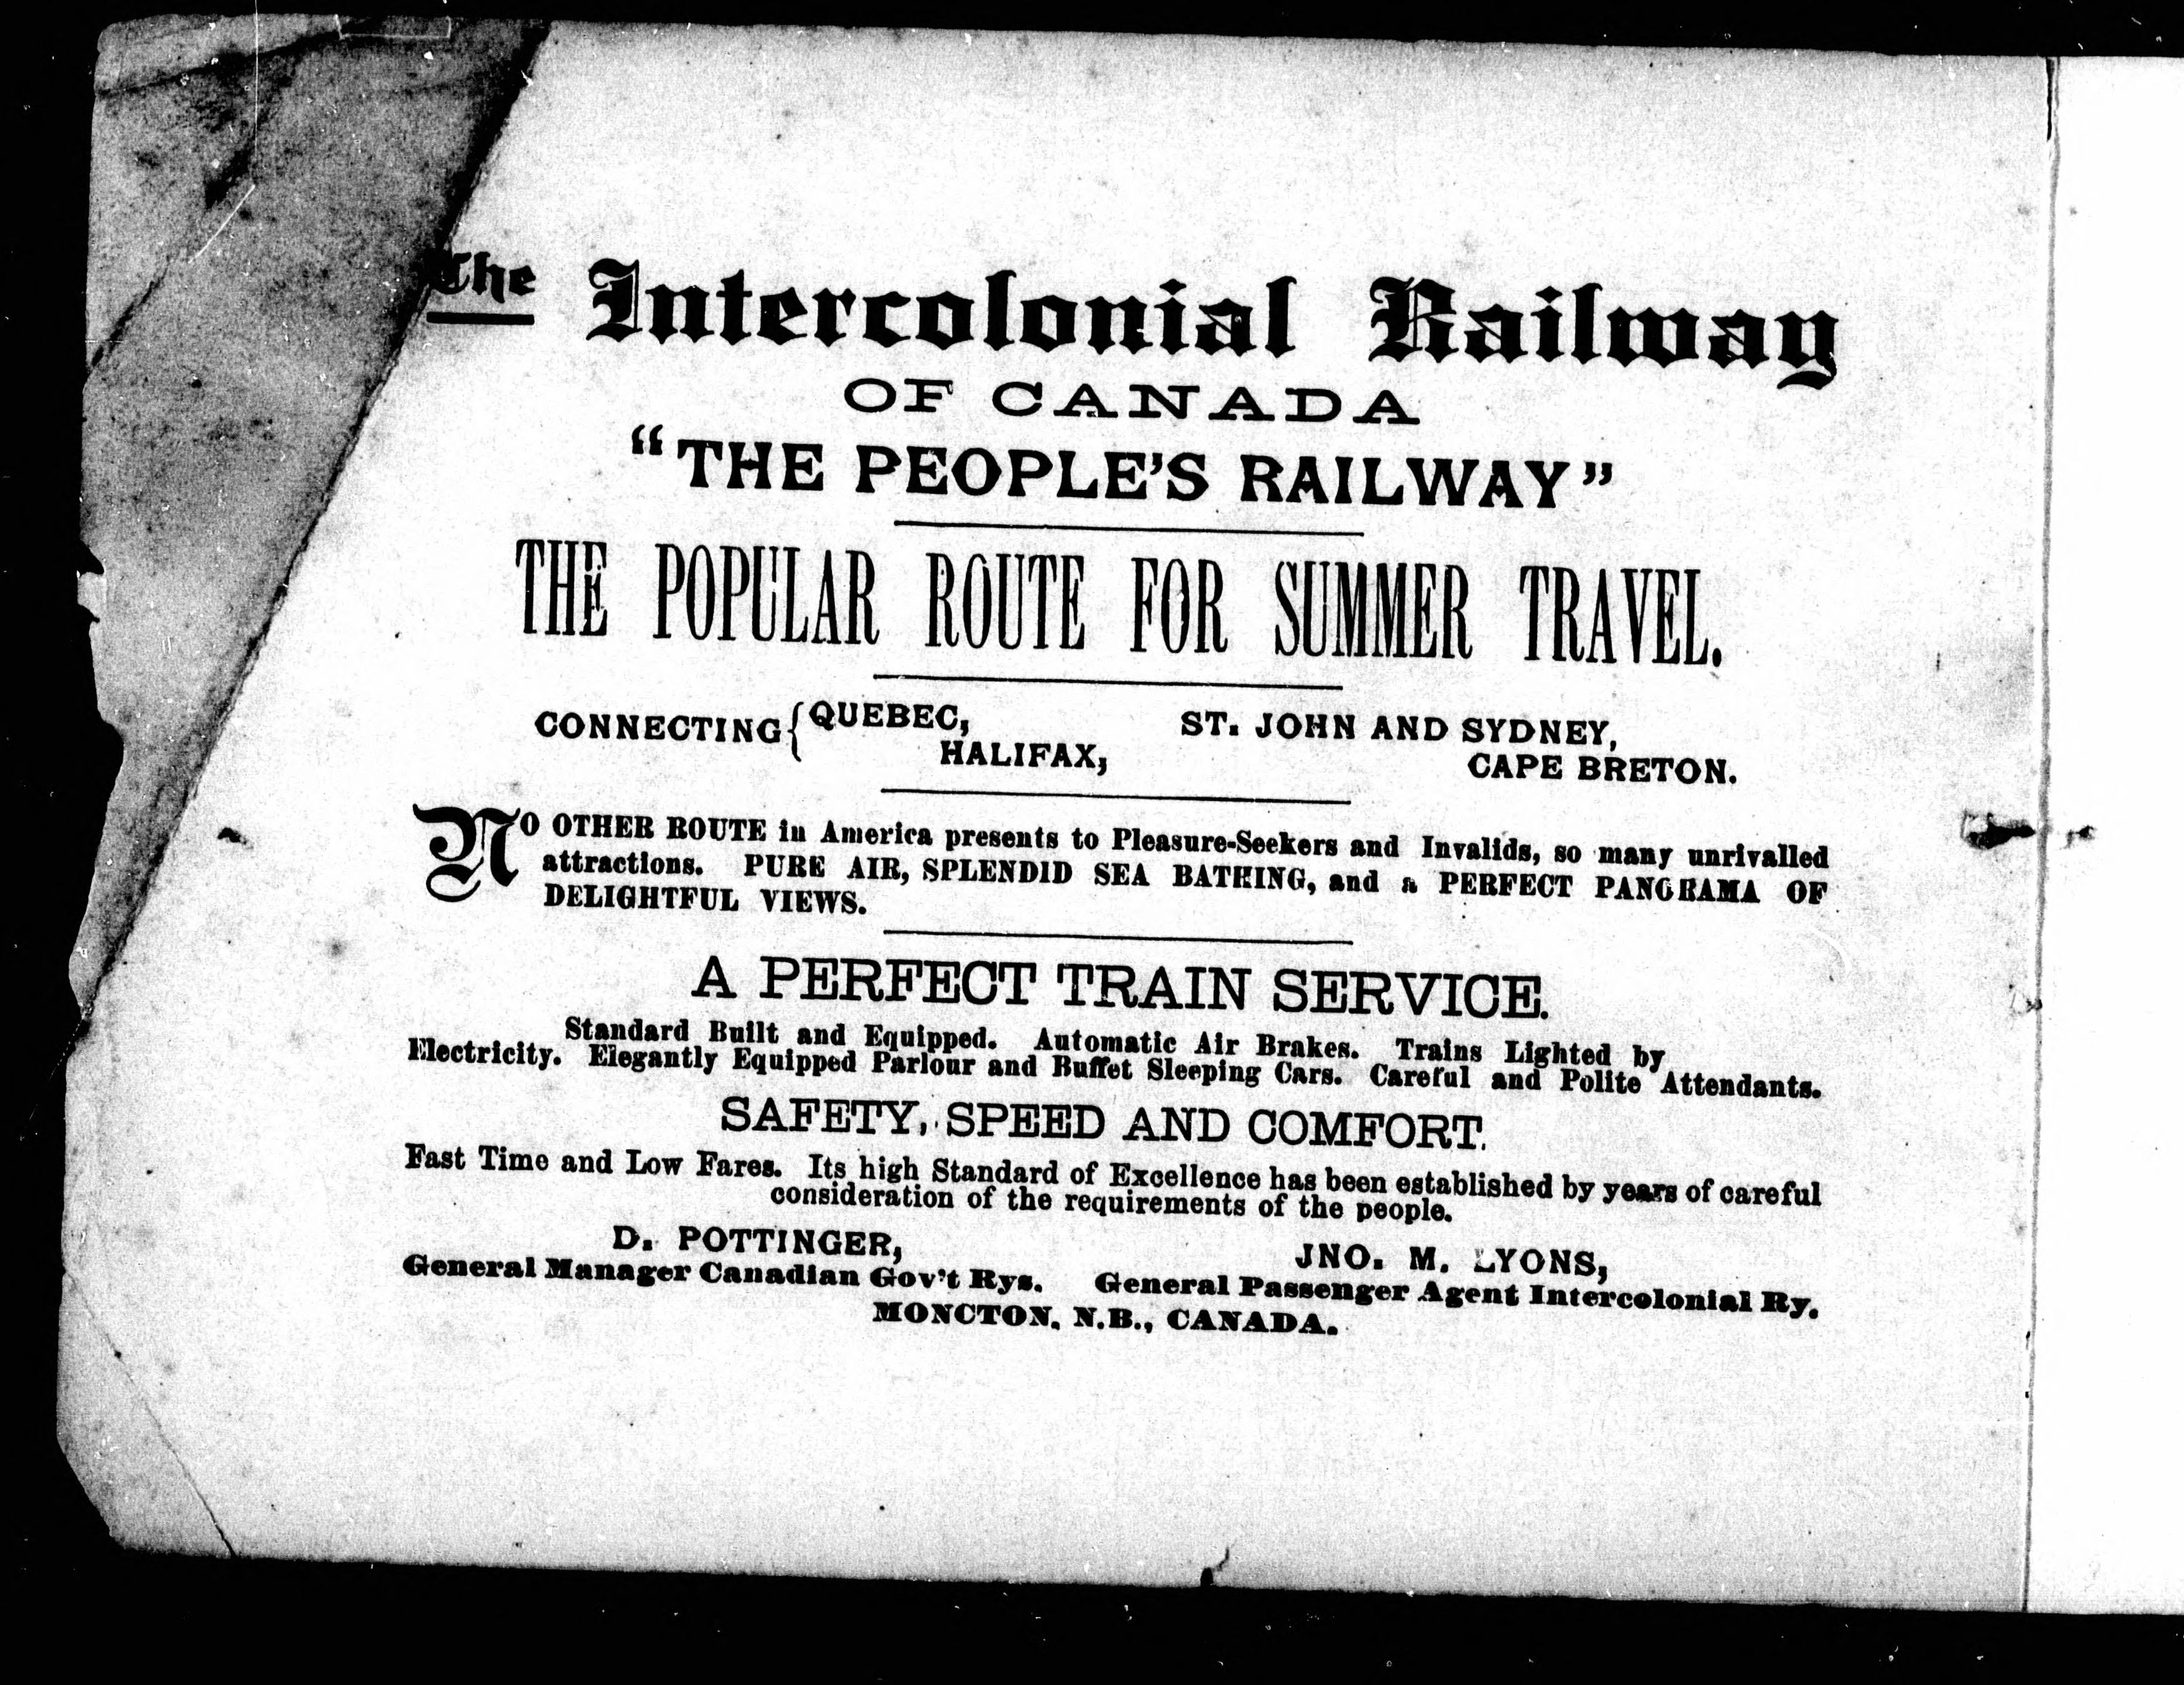 The Intercolonial Railway
OF CANADA
“THE PEOPLE'S RAILWAY”
THE POPULAR ROUTE FOR SUMMER TRAVEL.
CONNECTING { QUEBEC, ST. JOHN AND SYDNEY,
HALIFAX, CAPE BRETON.
NO OTHER ROUTE in America presents to Pleasure-Seekers and Invalids, so many unrivalled
attractions. PURE AIR, SPLENDID SEA BATHING, and a PERFECT PANORAMA OF
DELIGHTFUL VIEWS.
A PERFECT TRAIN SERVICE.
Standard Built and Equipped. Automatic Air Brakes. Trains Lighted by
Electricity. Elegantly Equipped Parlour and Buffet Sleeping Cars. Careful and Polite Attendants.
SAFETY, SPEED AND COMFORT.
Fast Time and Low Fares. Its high Standard of Excellence has been established by years of careful
consideration of the requirements of the people.
D. POTTINGER, JNO. M. LYONS,
General Manager Canadian Gov't Rys. General Passenger Agent Intercolonial Ry.
MONCTON, N.B., CANADA.